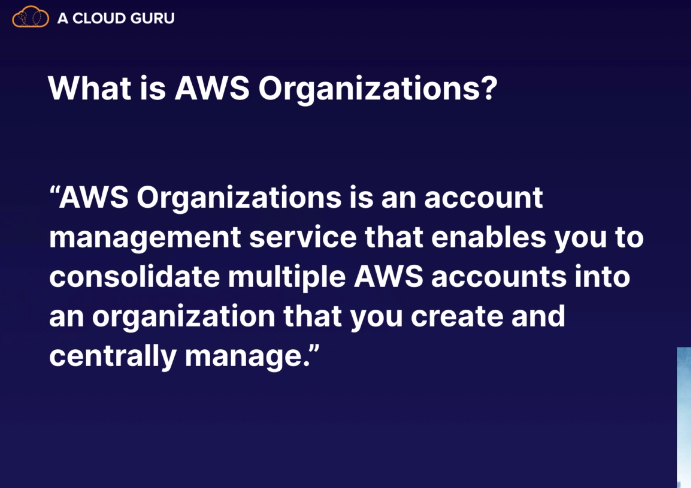 A CLOUD GURU
What is AWS Organizations?
“AWS Organizations is an account
management service that enables you to
consolidate multiple AWS accounts into
an organization that you create and
centrally manage.”